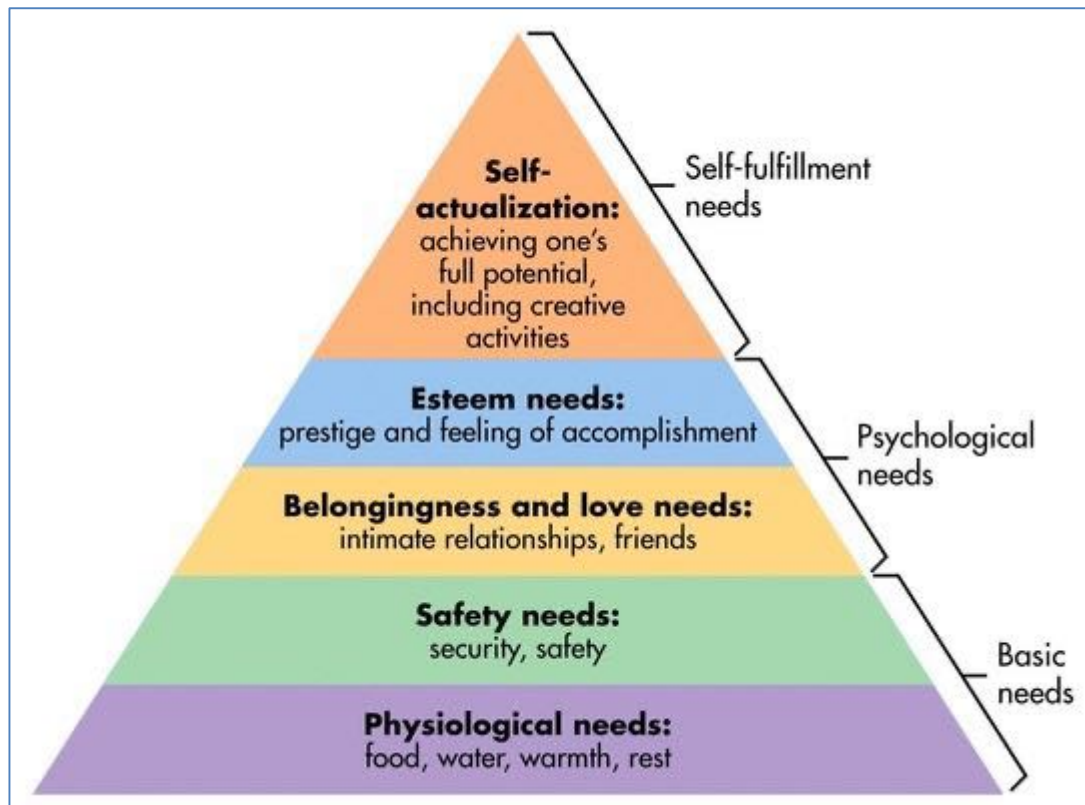 Self-
actualization:
achieving one's
full potential,
including creative
activities
Self-fulfillment
needs
Esteem needs:
prestige and feeling of accomplishment
Psychological
needs
Belongingness and love needs:
intimate relationships, friends
Safety needs:
security, safety
Basic
needs
Physiological needs:
food, water, warmth, rest